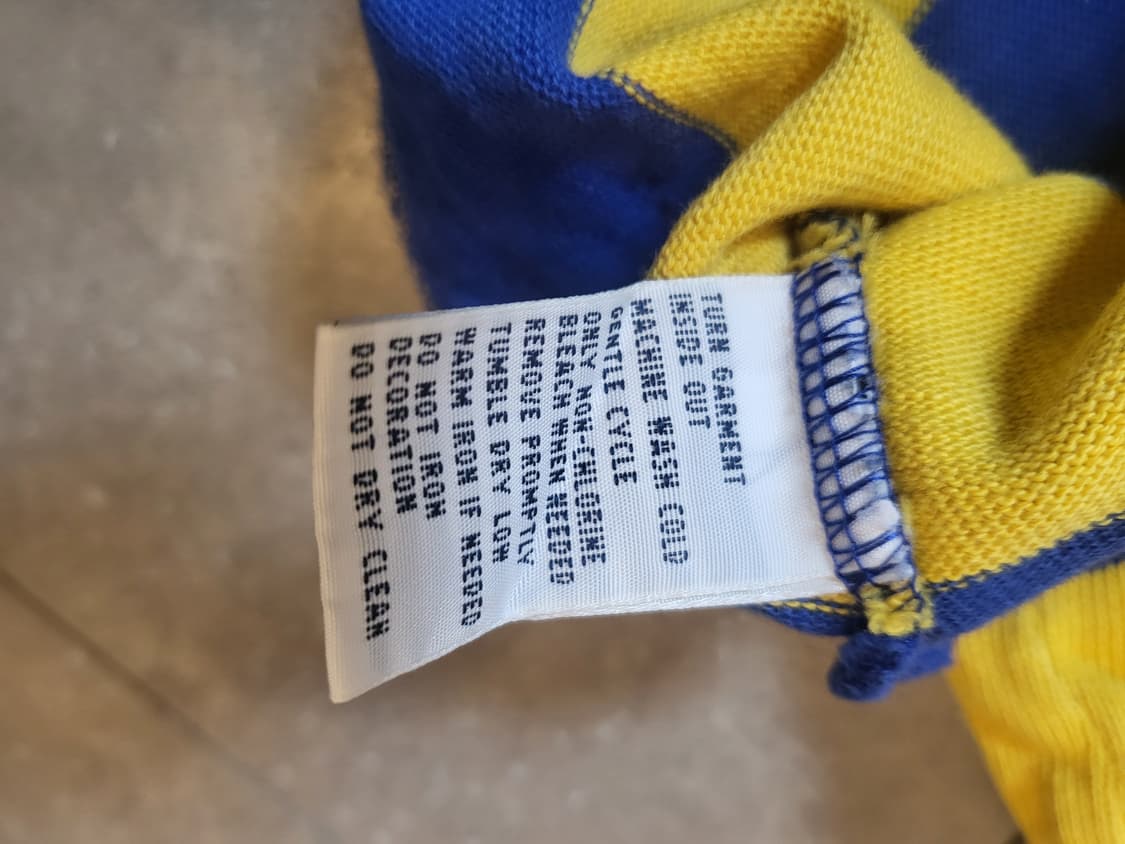 TURN GARMENT
INSIDE OUT
MACHINE WASH COLD
GENTLE CYCLE
ONLY NON-CHLORINE
BLEACH WHEN NEEDED
REMOVE PROMPTLY
TUMBLE DRY LOW
WARM IRON IF NEEDED
DO NOT IRON
DECORATION
DO NOT DRY CLEAN